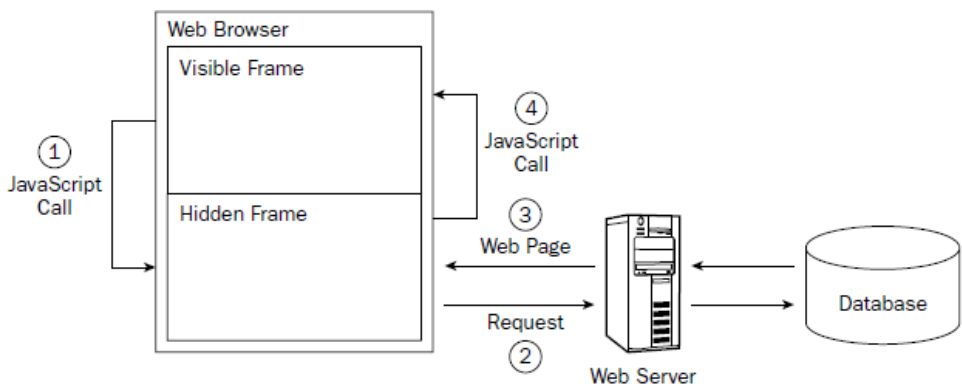 Web Browser
Visible Frame
1
JavaScript
Call
4
JavaScript
Call
Hidden Frame
3
Web Page
Request
2
Web Server
Database